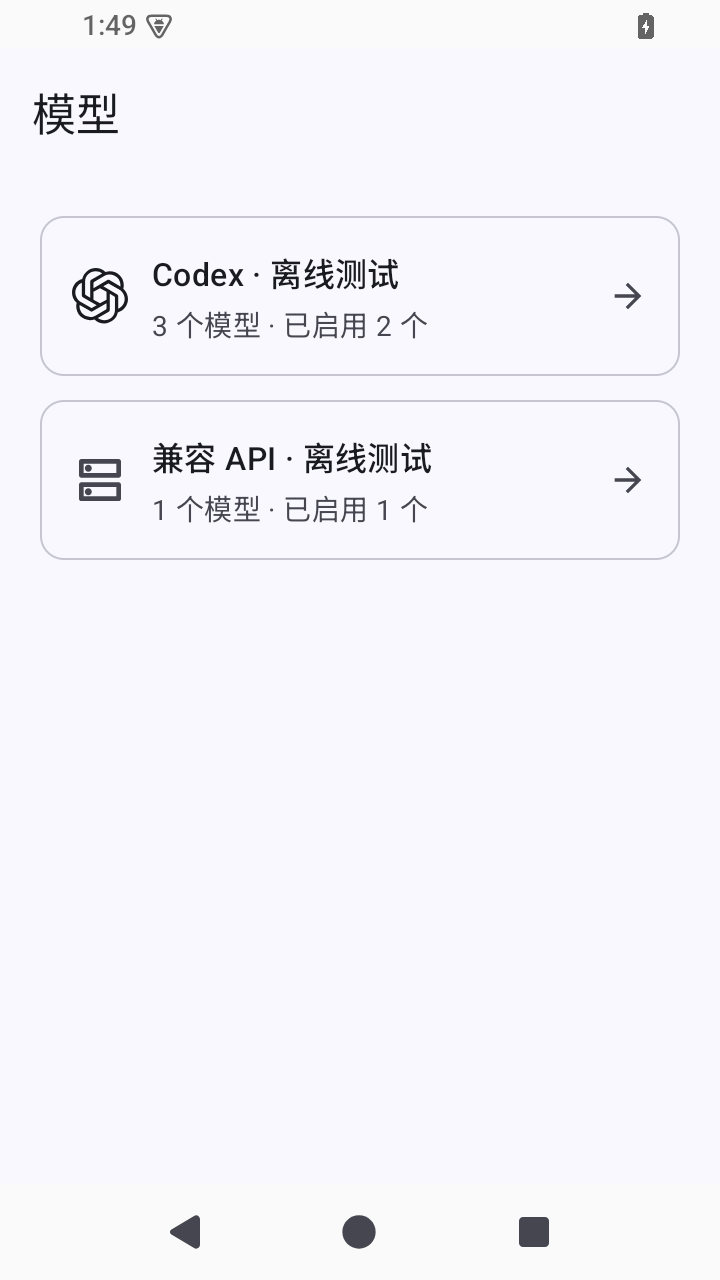 1:49
模型
Codex · 离线测试
3 个模型 · 已启用 2 个
兼容 API · 离线测试
1 个模型 · 已启用 1 个